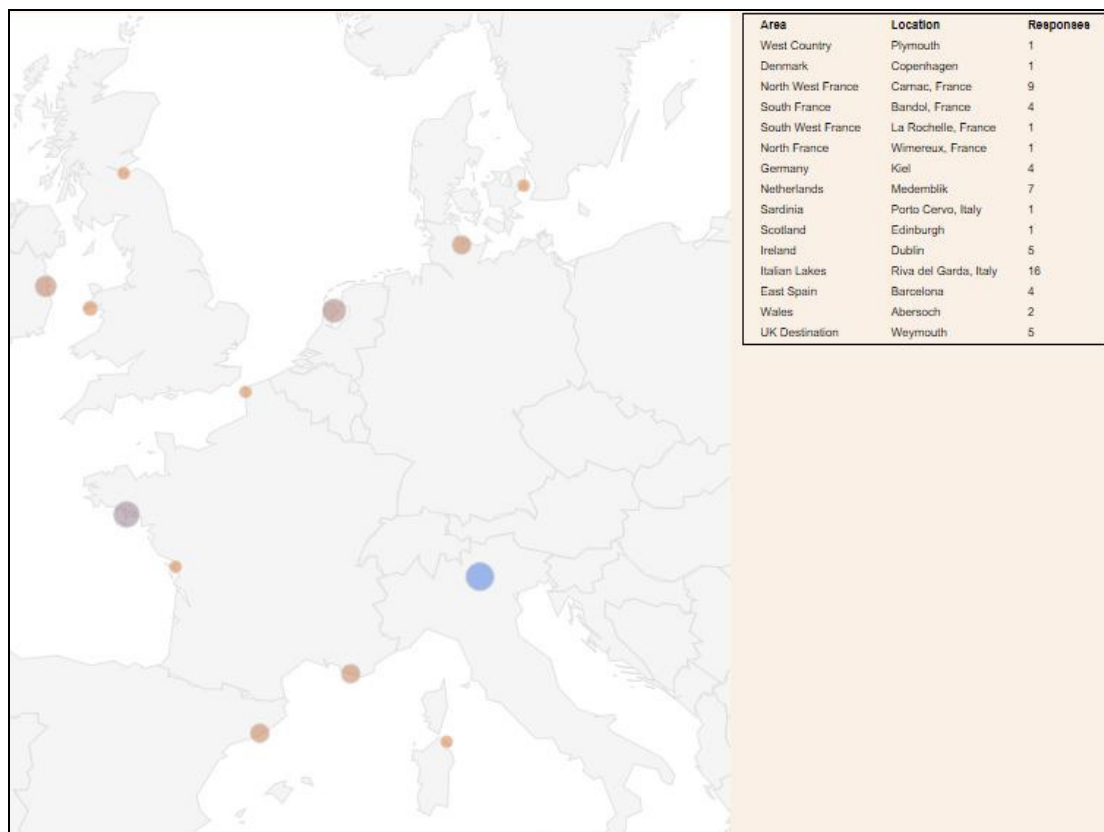 Area Location Responses
West Country Plymouth 1
Denmark Copenhagen 1
North West France Carnac, France 9
South France Bandol, France 4
South West France La Rochelle, France 1
North France Wimereux, France 1
Germany Kiel 4
Netherlands Medemblik 7
Sardinia Porto Cervo, Italy 1
Scotland Edinburgh 1
Ireland Dublin 5
Italian Lakes Riva del Garda, Italy 16
East Spain Barcelona 4
Wales Abersoch 2
UK Destination Weymouth 5